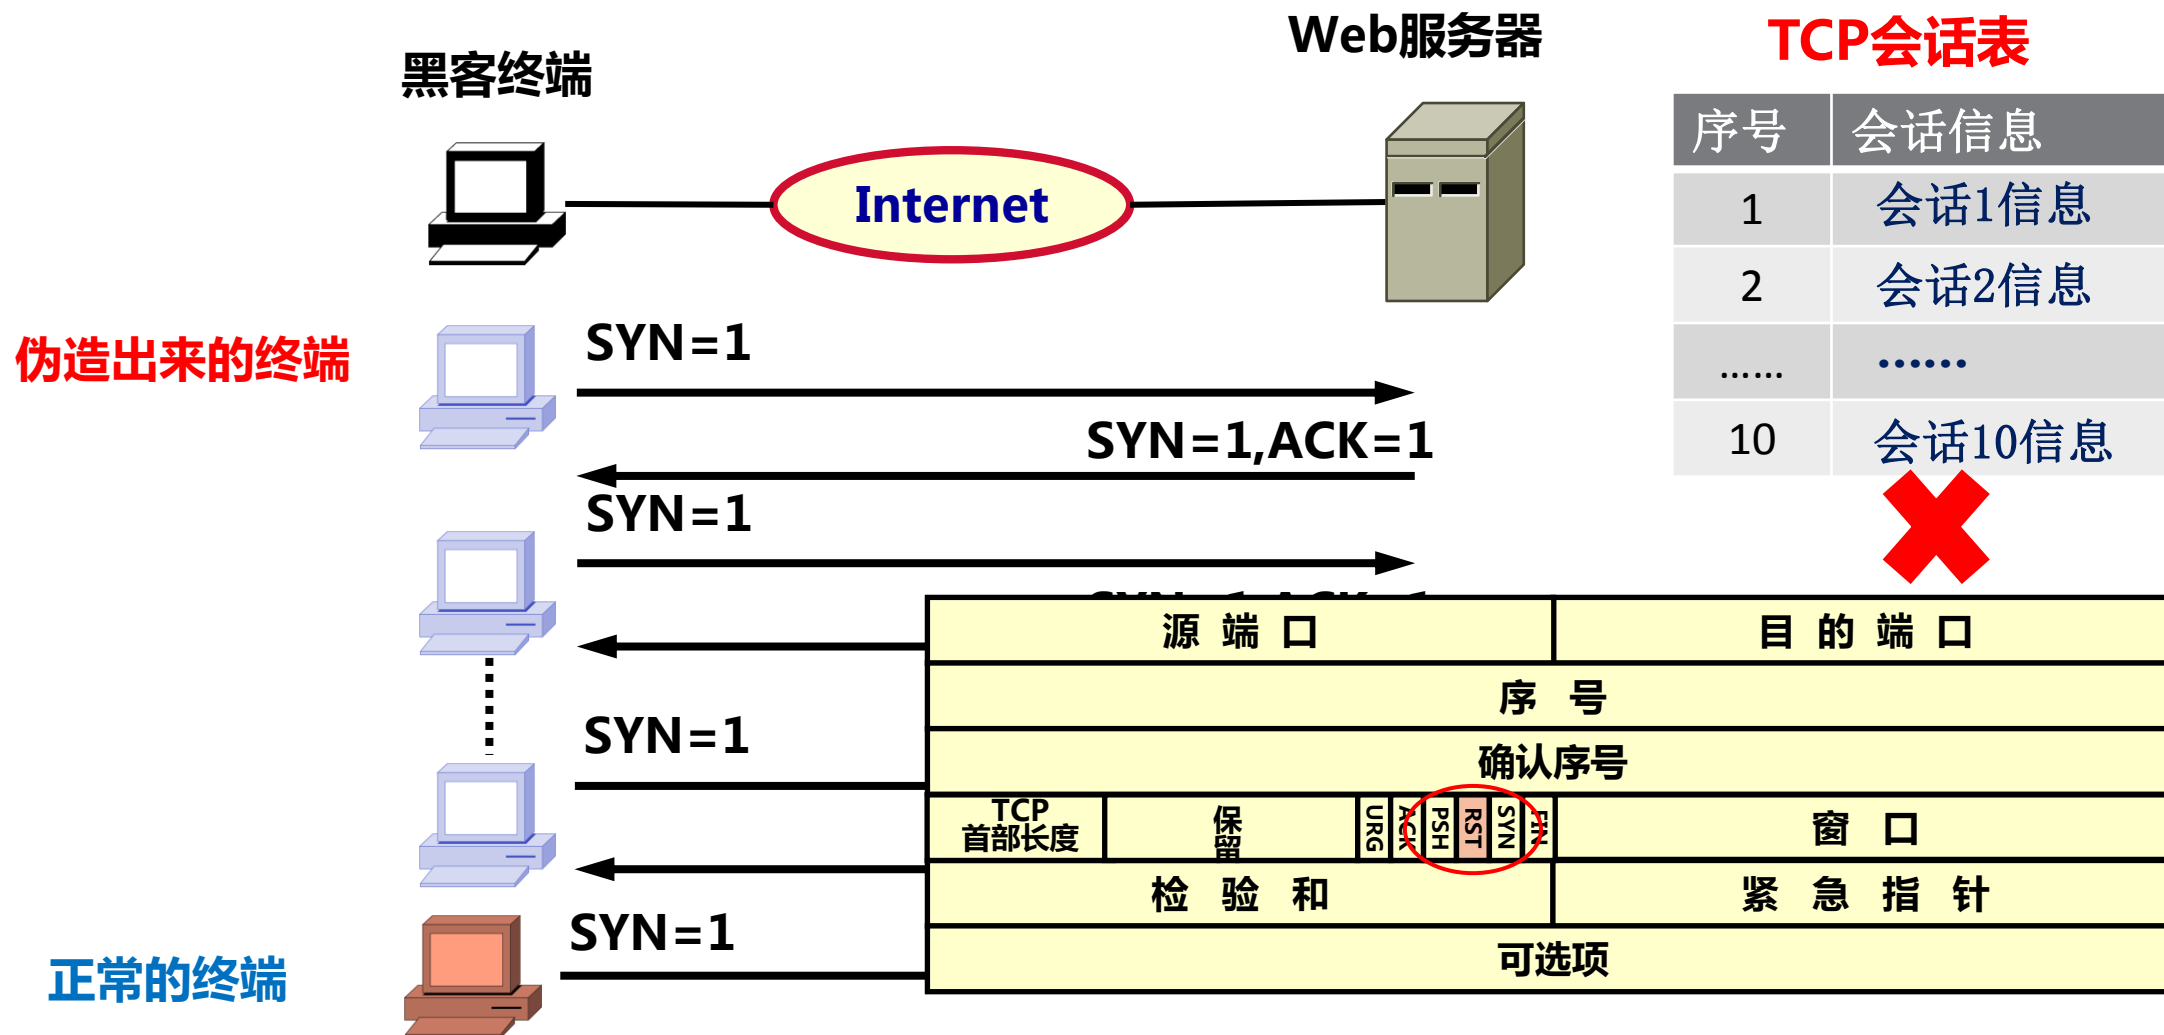 Web服务器
TCP会话表
黑客终端
序号 会话信息
1 会话1信息
2 会话2信息
…… ……
10 会话10信息
Internet
伪造出来的终端
SYN=1
SYN=1,ACK=1
SYN=1
源 端 口 目 的 端 口
序 号
确认序号
TCP
首部长度
保
留
URG
ACK
PSH
RST
SYN
FIN
窗 口
检 验 和 紧 急 指 针
可选项
SYN=1
SYN=1
正常的终端